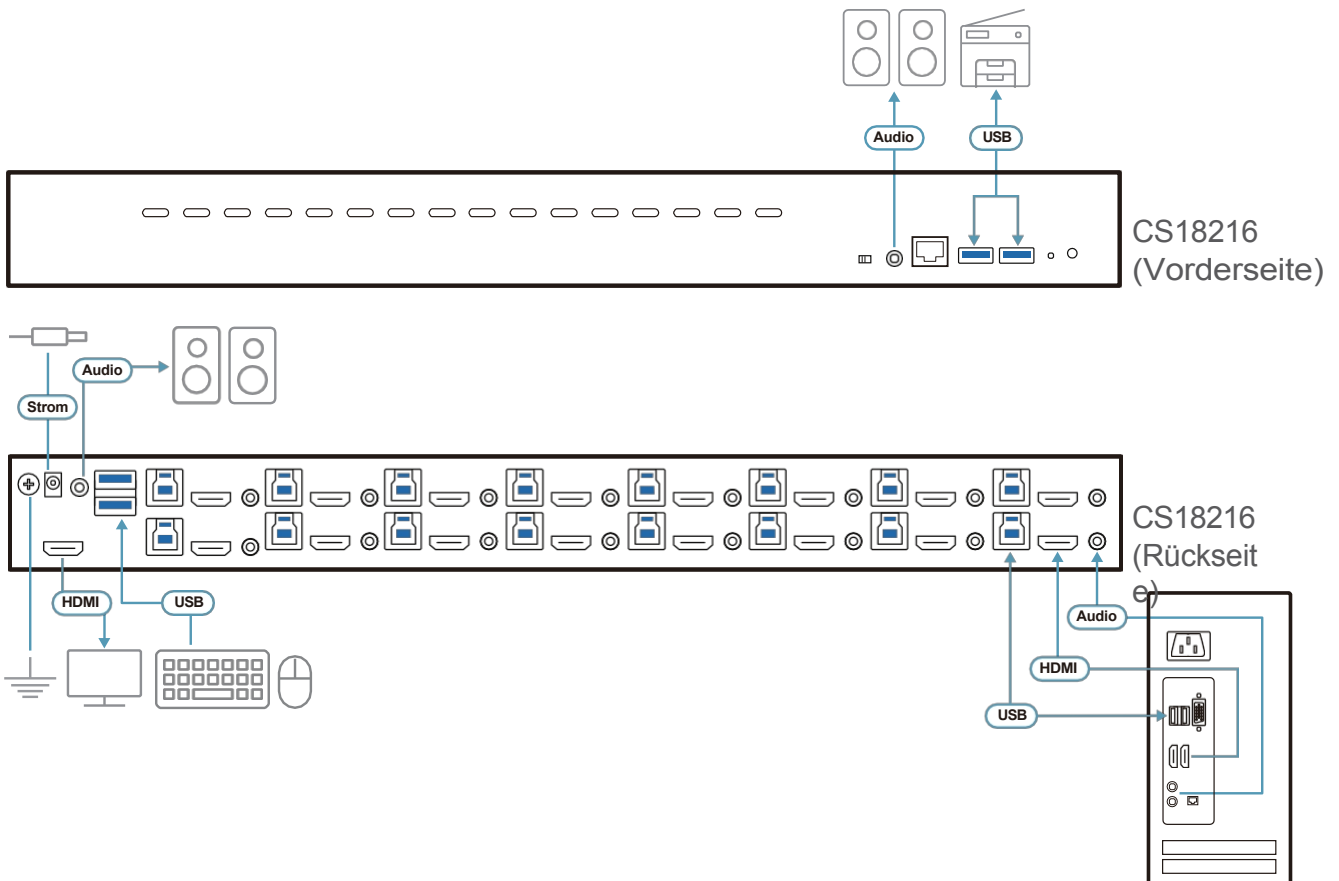 Audio
USB
CS18216
(Vorderseite)
Audio
Strom
CS18216
(Rückseit
e)
HDMI
USB
Audio
HDMI
USB